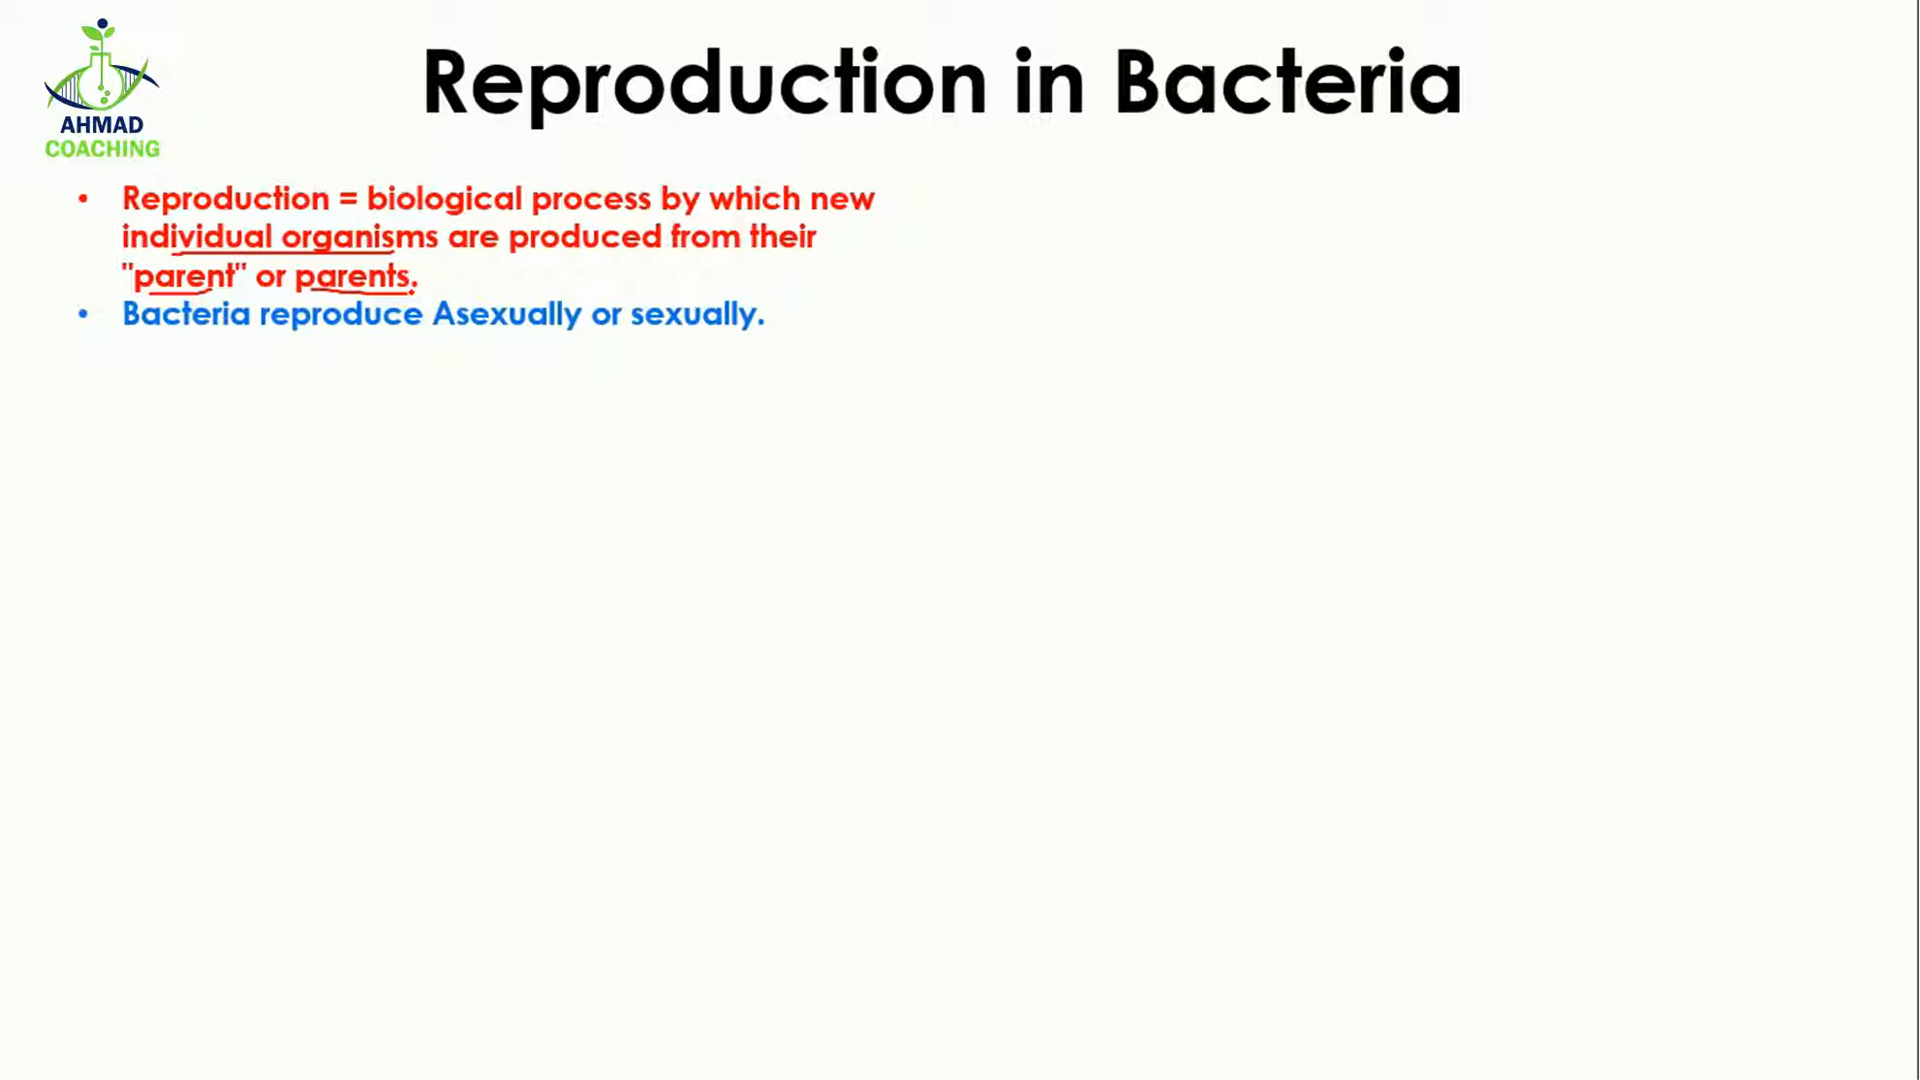 AHMAD
COACHING
Reproduction in Bacteria
• Reproduction = biological process by which new
individual organisms are produced from their
"parent" or parents.
• Bacteria reproduce Asexually or sexually.